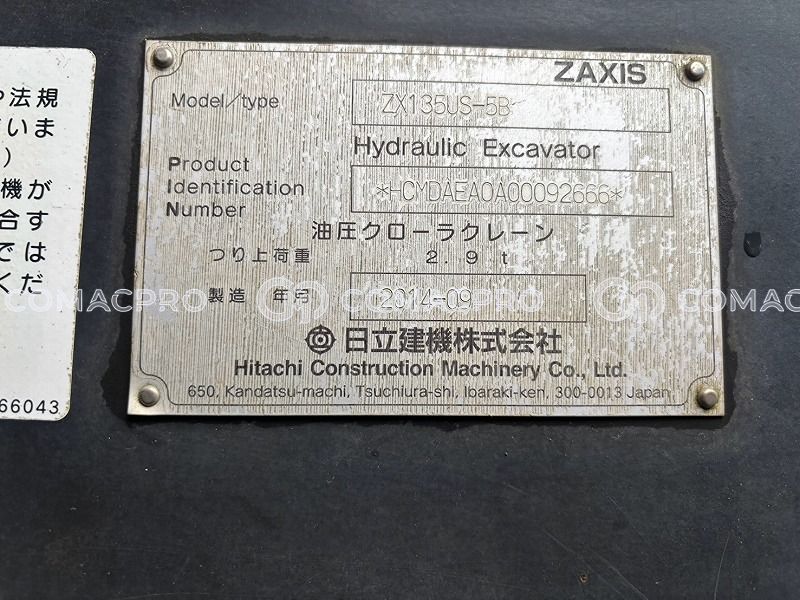 や法規
ていま
)
機が
合す
では
くだ
66043
ZAXIS
Model/type ZX135US-5B
Hydraulic Excavator
Product
Identification
Number
*HCMDAEA0A00092666*
油圧クローラクレーン
つり上荷重 2.9 t
製造 年月 2014-09
日立建機株式会社
Hitachi Construction Machinery Co., Ltd.
650, Kandatsu-machi, Tsuchiura-shi, Ibaraki-ken, 300-0013 Japan
COMACPRO COMACPRO COMAC